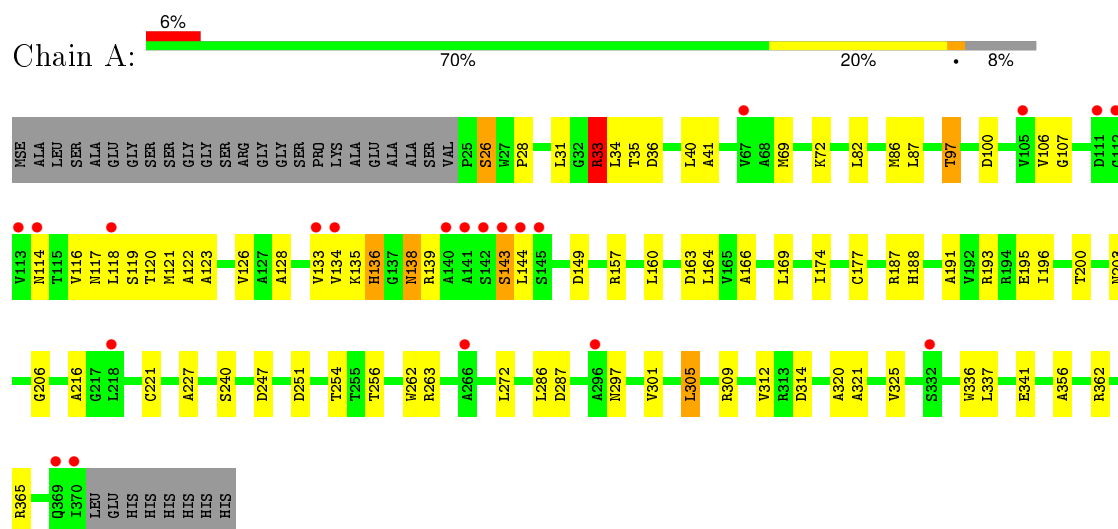 6%
Chain A:
70% 20% • 8%
MSE ALA LEU SER ALA GLU GLY SER SER GLY GLY SER ARG GLY GLY SER PRO LYS ALA GLU ALA ALA SER VAL P25 S26 W27 P28 L31 G32 R33 L34 T35 D36 L40 A41 V67 A68 M69 K72 L82 M86 L87 T97 D100 V105 V106 G107 D111 G112
V113 N114 T115 V116 N117 L118 S119 T120 M121 A122 A123 V126 A127 A128 V133 V134 K135 H136 G137 N138 R139 A140 A141 S142 S143 L144 S145 D149 R157 L160 D163 L164 V165 A166 L169 I174 C177 R187 H188 A191 V192 R193 R194 E195 I196 T200 N203
G206 A216 G217 L218 C221 A227 S240 D247 D251 T254 T255 T256 W262 R263 A266 L272 L286 D287 A296 N297 V301 L305 R309 V312 R313 D314 A320 A321 V325 S332 W336 L337 E341 A356 R362
R365 Q369 I370 LEU GLU HIS HIS HIS HIS HIS HIS